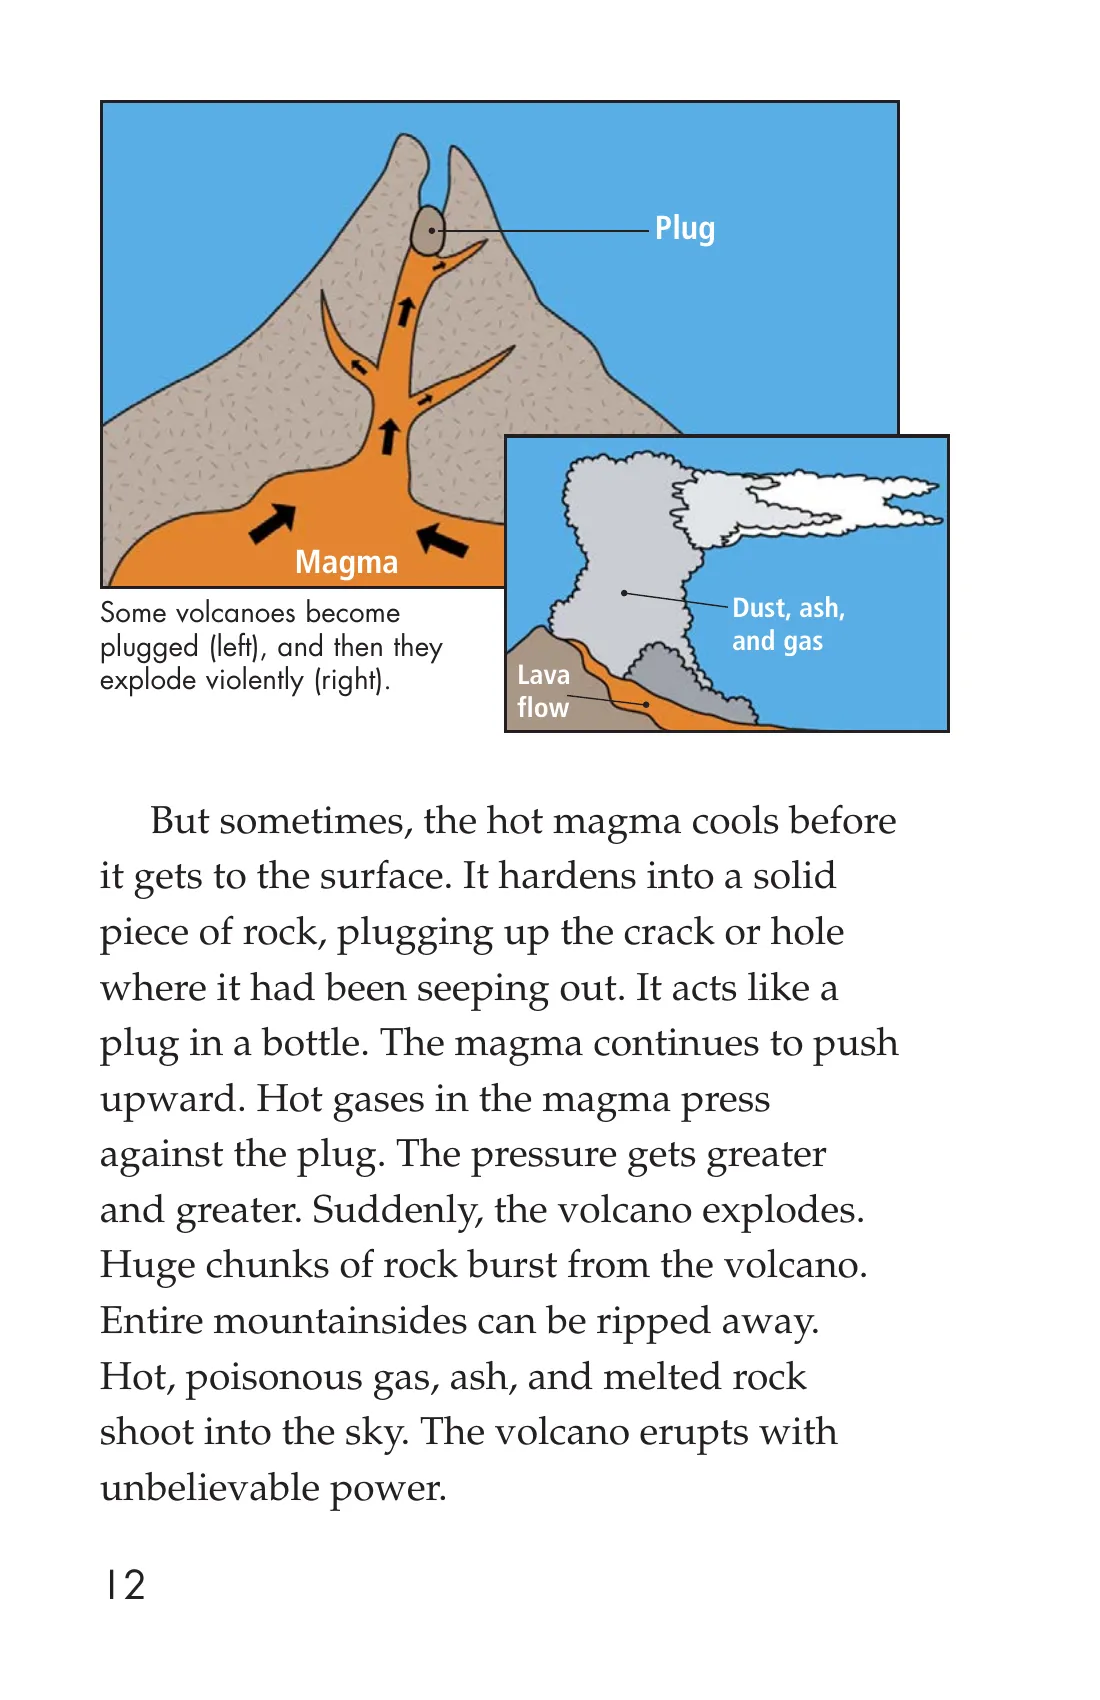 Plug
Magma
Some volcanoes become
plugged (left), and then they
explode violently (right).
Dust, ash,
and gas
Lava
flow
But sometimes, the hot magma cools before
it gets to the surface. It hardens into a solid
piece of rock, plugging up the crack or hole
where it had been seeping out. It acts like a
plug in a bottle. The magma continues to push
upward. Hot gases in the magma press
against the plug. The pressure gets greater
and greater. Suddenly, the volcano explodes.
Huge chunks of rock burst from the volcano.
Entire mountainsides can be ripped away.
Hot, poisonous gas, ash, and melted rock
shoot into the sky. The volcano erupts with
unbelievable power.
12